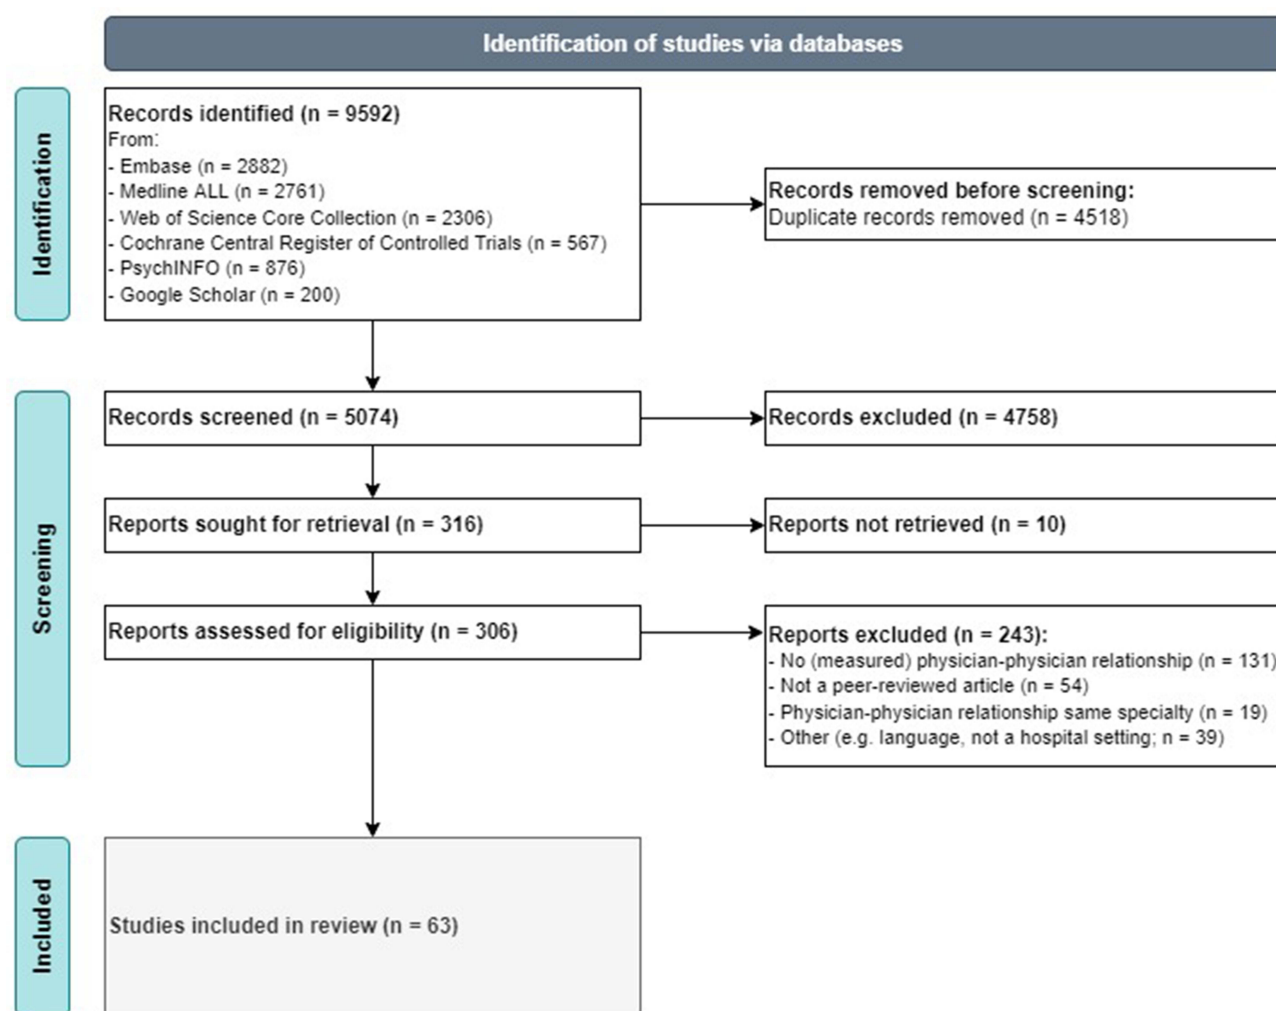 Identification of studies via databases
Identification
Records identified (n = 9592)
From:
- Embase (n = 2882)
- Medline ALL (n = 2761)
- Web of Science Core Collection (n = 2306)
- Cochrane Central Register of Controlled Trials (n = 567)
- PsychINFO (n = 876)
- Google Scholar (n = 200)
Records removed before screening:
Duplicate records removed (n = 4518)
Screening
Records screened (n = 5074)
Records excluded (n = 4758)
Reports sought for retrieval (n = 316)
Reports not retrieved (n = 10)
Reports assessed for eligibility (n = 306)
Reports excluded (n = 243):
- No (measured) physician-physician relationship (n = 131)
- Not a peer-reviewed article (n = 54)
- Physician-physician relationship same specialty (n = 19)
- Other (e.g. language, not a hospital setting; n = 39)
Included
Studies included in review (n = 63)